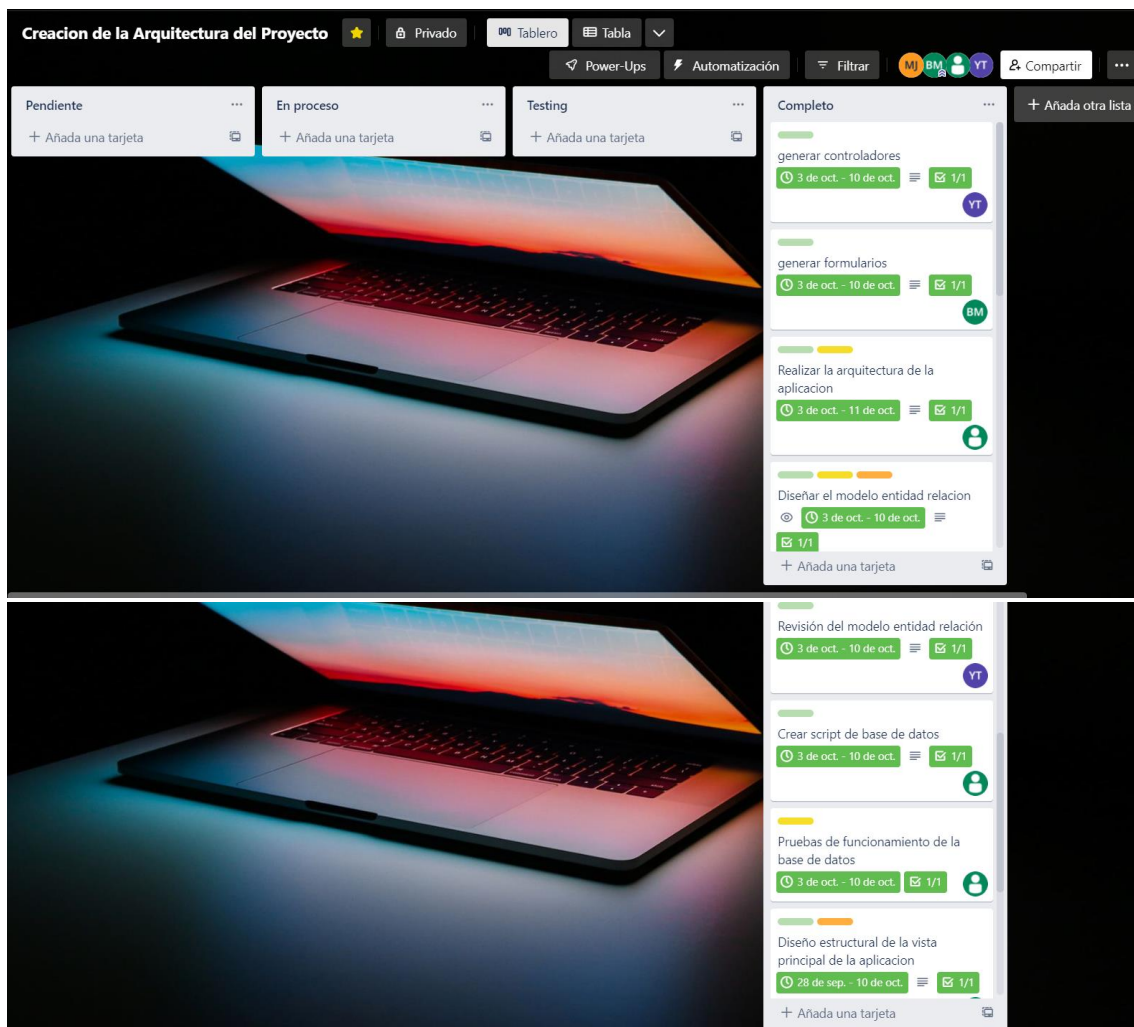 Creacion de la Arquitectura del Proyecto Privado Tablero Tabla
Power-Ups Automatización Filtrar MJ BM YT Compartir ...
Pendiente ... En proceso ... Testing ... Completo ... + Añada otra lista
+ Añada una tarjeta + Añada una tarjeta + Añada una tarjeta
generar controladores
3 de oct. - 10 de oct. 1/1
YT
generar formularios
3 de oct. - 10 de oct. 1/1
BM
Realizar la arquitectura de la
aplicacion
3 de oct. - 11 de oct. 1/1
Diseñar el modelo entidad relacion
3 de oct. - 10 de oct.
1/1
+ Añada una tarjeta
Revisión del modelo entidad relación
3 de oct. - 10 de oct. 1/1
YT
Crear script de base de datos
3 de oct. - 10 de oct. 1/1
Pruebas de funcionamiento de la
base de datos
3 de oct. - 10 de oct. 1/1
Diseño estructural de la vista
principal de la aplicacion
28 de sep. - 10 de oct. 1/1
+ Añada una tarjeta